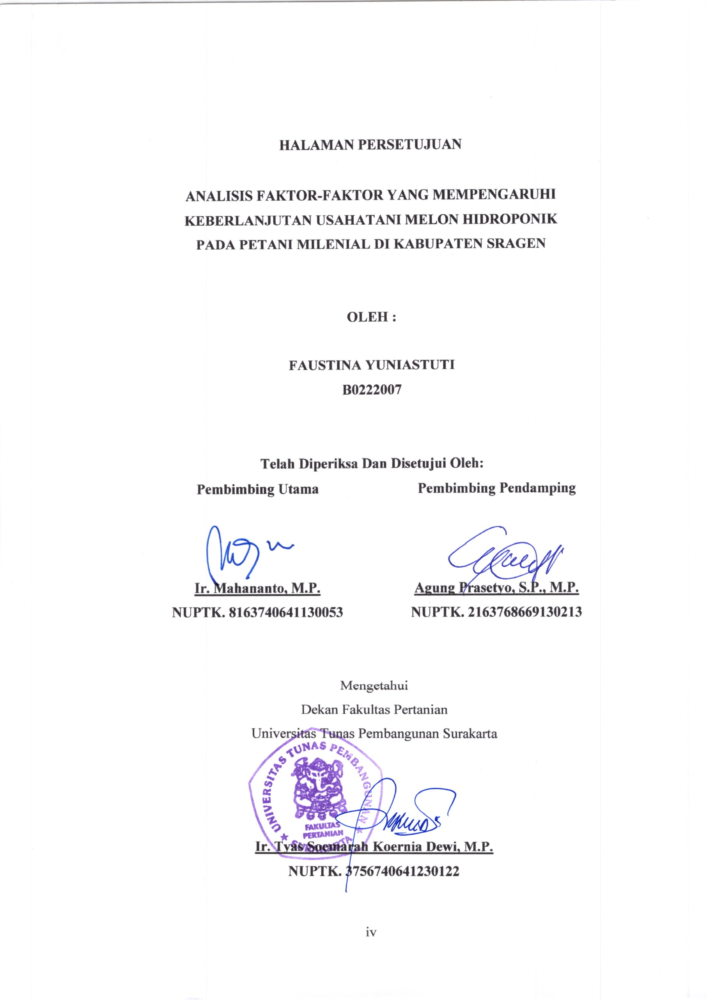 HALAMAN PERSETUJUAN
ANALISIS FAKTOR-FAKTOR YANG MEMPENGARUHI
KEBERLANJUTAN USAHATANI MELON HIDROPONIK
PADA PETANI MILENIAL DI KABUPATEN SRAGEN
OLEH :
FAUSTINA YUNIASTUTI
B0222007
Telah Diperiksa Dan Disetujui Oleh:
Pembimbing Utama Pembimbing Pendamping
Ir. Mahananto, M.P. Agung Prasetyo, S.P., M.P.
NUPTK. 8163740641130053 NUPTK. 2163768669130213
Mengetahui
Dekan Fakultas Pertanian
Universitas Tunas Pembangunan Surakarta
UNIVERSITAS TUNAS PEMBANGUNAN
FAKULTAS
PERTANIAN
SURAKARTA
Ir. Tyas Soemarah Koernia Dewi, M.P.
NUPTK. 3756740641230122
iv